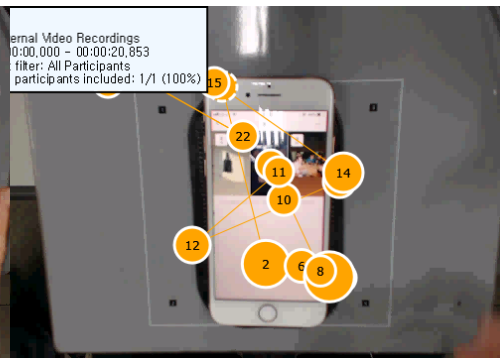 ernal Video Recordings
00:00,000 - 00:00:20,853
filter: All Participants
participants included: 1/1 (100%)
15
22
11
14
10
12
2
6
8